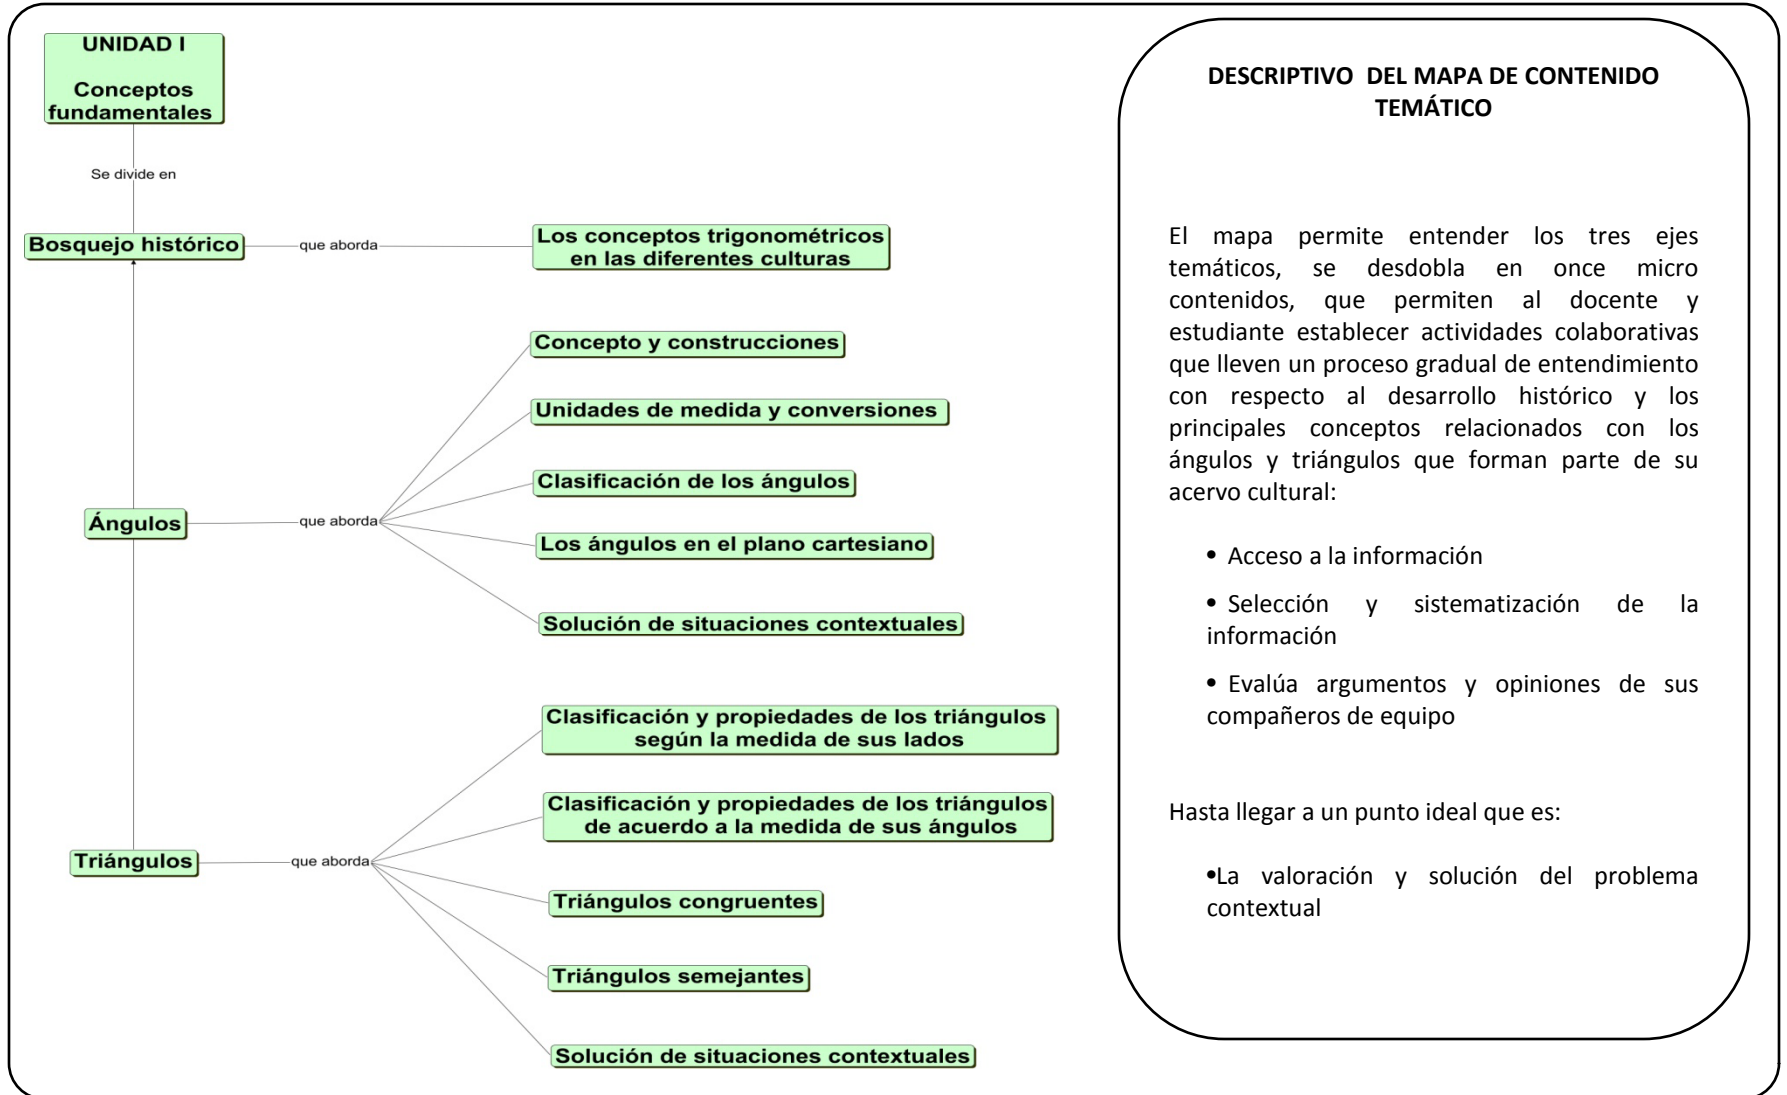 UNIDAD I
Conceptos
fundamentales
Se divide en
Bosquejo histórico
que aborda
Los conceptos trigonométricos
en las diferentes culturas
Ángulos
que aborda
Concepto y construcciones
Unidades de medida y conversiones
Clasificación de los ángulos
Los ángulos en el plano cartesiano
Solución de situaciones contextuales
Triángulos
que aborda
Clasificación y propiedades de los triángulos
según la medida de sus lados
Clasificación y propiedades de los triángulos
de acuerdo a la medida de sus ángulos
Triángulos congruentes
Triángulos semejantes
Solución de situaciones contextuales
DESCRIPTIVO DEL MAPA DE CONTENIDO
TEMÁTICO
El mapa permite entender los tres ejes
temáticos, se desdobla en once micro
contenidos, que permiten al docente y
estudiante establecer actividades colaborativas
que lleven un proceso gradual de entendimiento
con respecto al desarrollo histórico y los
principales conceptos relacionados con los
ángulos y triángulos que forman parte de su
acervo cultural:
• Acceso a la información
• Selección y sistematización de la
información
• Evalúa argumentos y opiniones de sus
compañeros de equipo
Hasta llegar a un punto ideal que es:
•La valoración y solución del problema
contextual